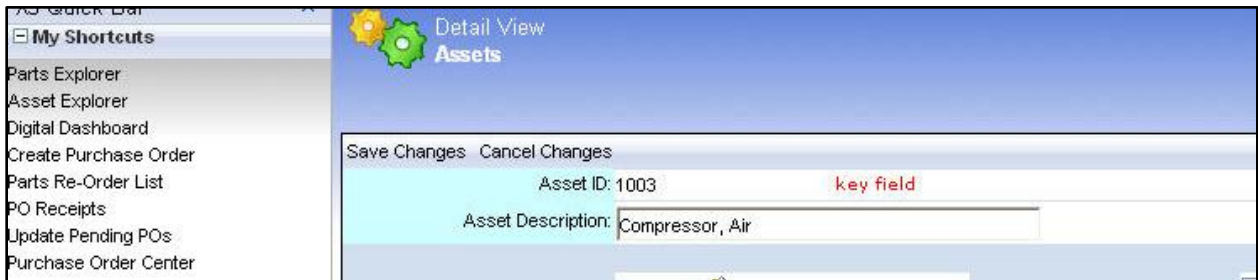 My Shortcuts
Parts Explorer
Asset Explorer
Digital Dashboard
Create Purchase Order
Parts Re-Order List
PO Receipts
Update Pending POs
Purchase Order Center
Detail View
Assets
Save Changes Cancel Changes
Asset ID: 1003 key field
Asset Description: Compressor, Air